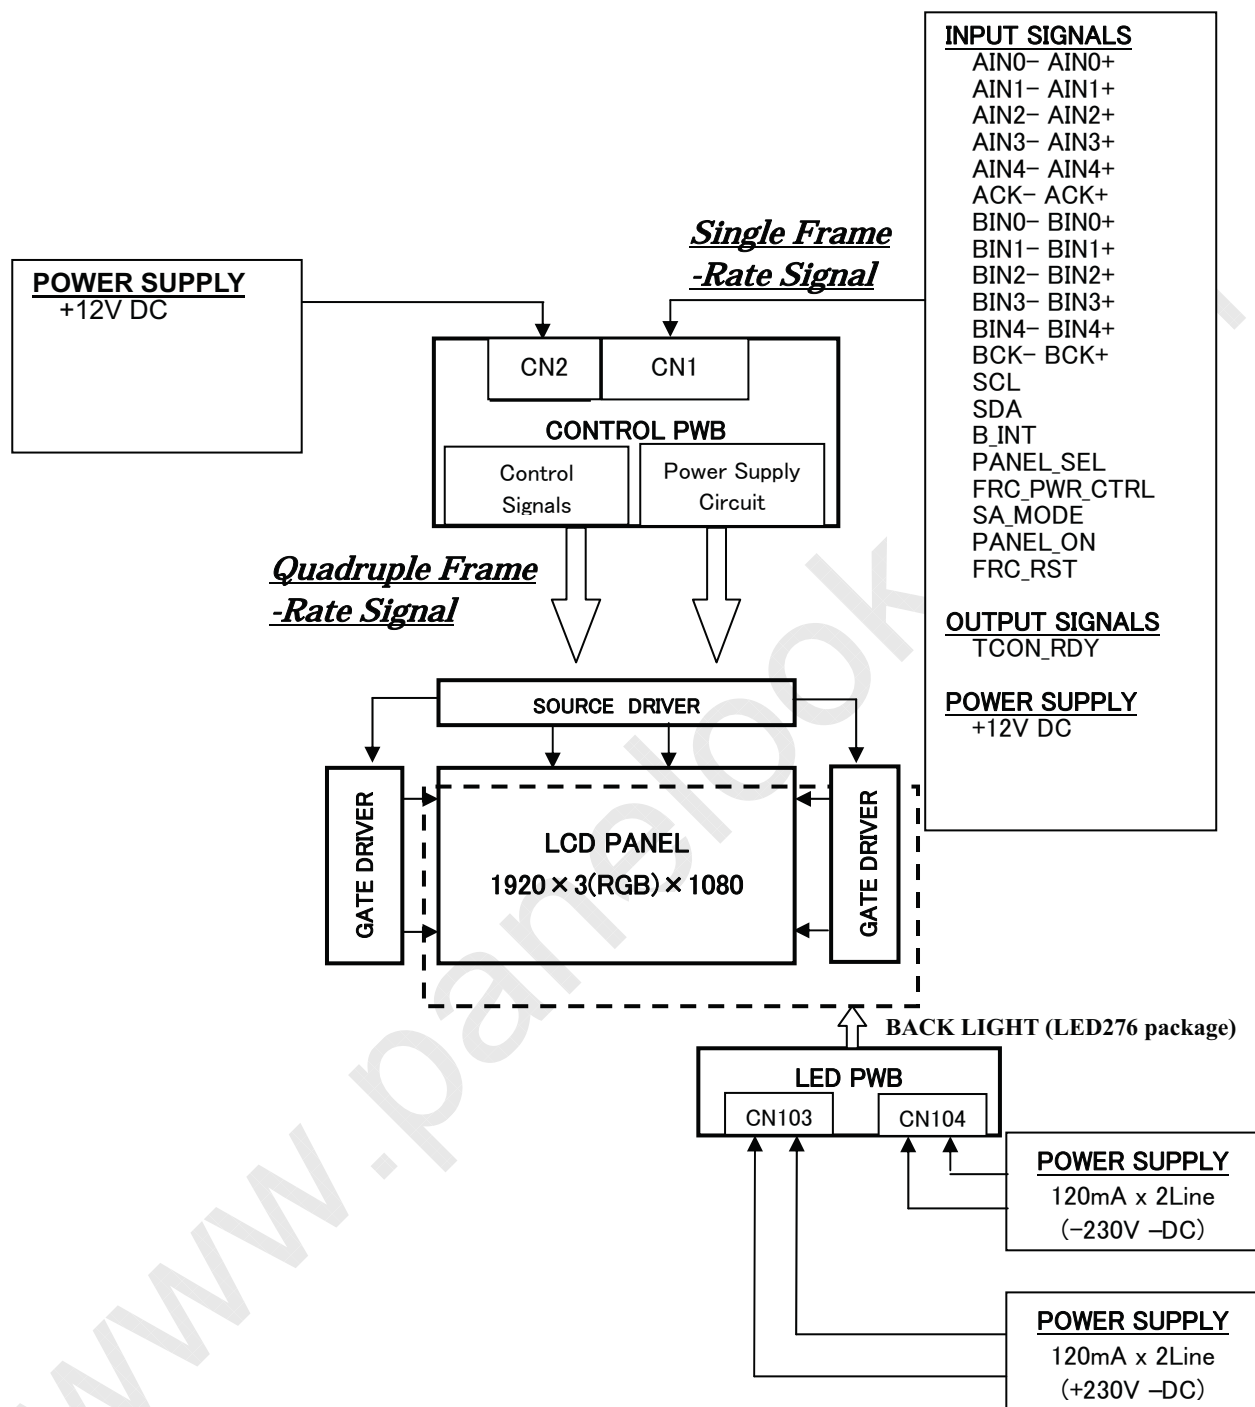 INPUT SIGNALS
AIN0- AIN0+
AIN1- AIN1+
AIN2- AIN2+
AIN3- AIN3+
AIN4- AIN4+
ACK- ACK+
BIN0- BIN0+
BIN1- BIN1+
BIN2- BIN2+
BIN3- BIN3+
BIN4- BIN4+
BCK- BCK+
SCL
SDA
B_INT
PANEL_SEL
FRC_PWR_CTRL
SA_MODE
PANEL_ON
FRC_RST
OUTPUT SIGNALS
TCON_RDY
POWER SUPPLY
+12V DC
Single Frame
-Rate Signal
POWER SUPPLY
+12V DC
CN2
CN1
CONTROL PWB
Control
Signals
Power Supply
Circuit
Quadruple Frame
-Rate Signal
SOURCE DRIVER
GATE DRIVER
LCD PANEL
1920×3(RGB)×1080
GATE DRIVER
BACK LIGHT (LED276 package)
LED PWB
CN103
CN104
POWER SUPPLY
120mA x 2Line
(-230V –DC)
POWER SUPPLY
120mA x 2Line
(+230V –DC)
www.panelook